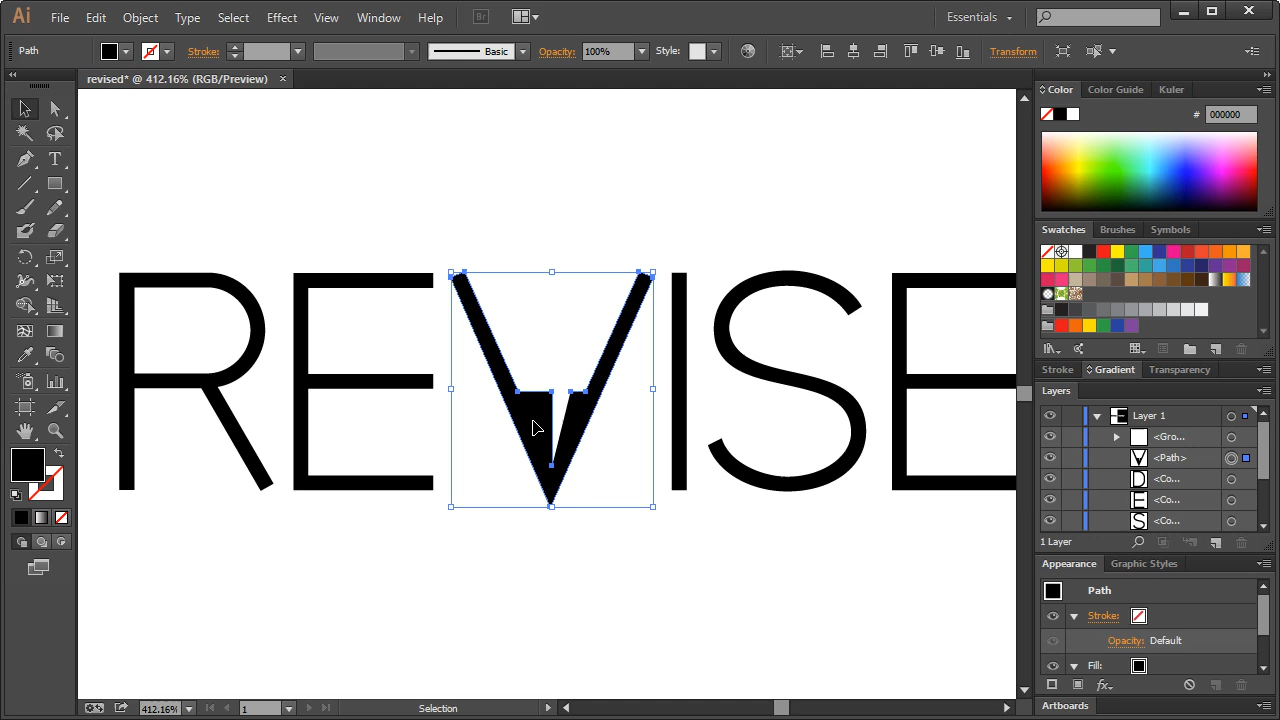 Ai File Edit Object Type Select Effect View Window Help Br Essentials
Path Stroke: Basic Opacity: 100% Style: Transform
revised* @ 412.16% (RGB/Preview)
Color Color Guide Kuler
# 000000
Swatches Brushes Symbols
REVISE
Stroke Gradient Transparency
Layers
Layer 1
<Gro...
<Path>
<Co...
<Co...
<Co...
1 Layer
Appearance Graphic Styles
Path
Stroke:
Opacity: Default
Fill:
fx
Artboards
412.16% 1 Selection